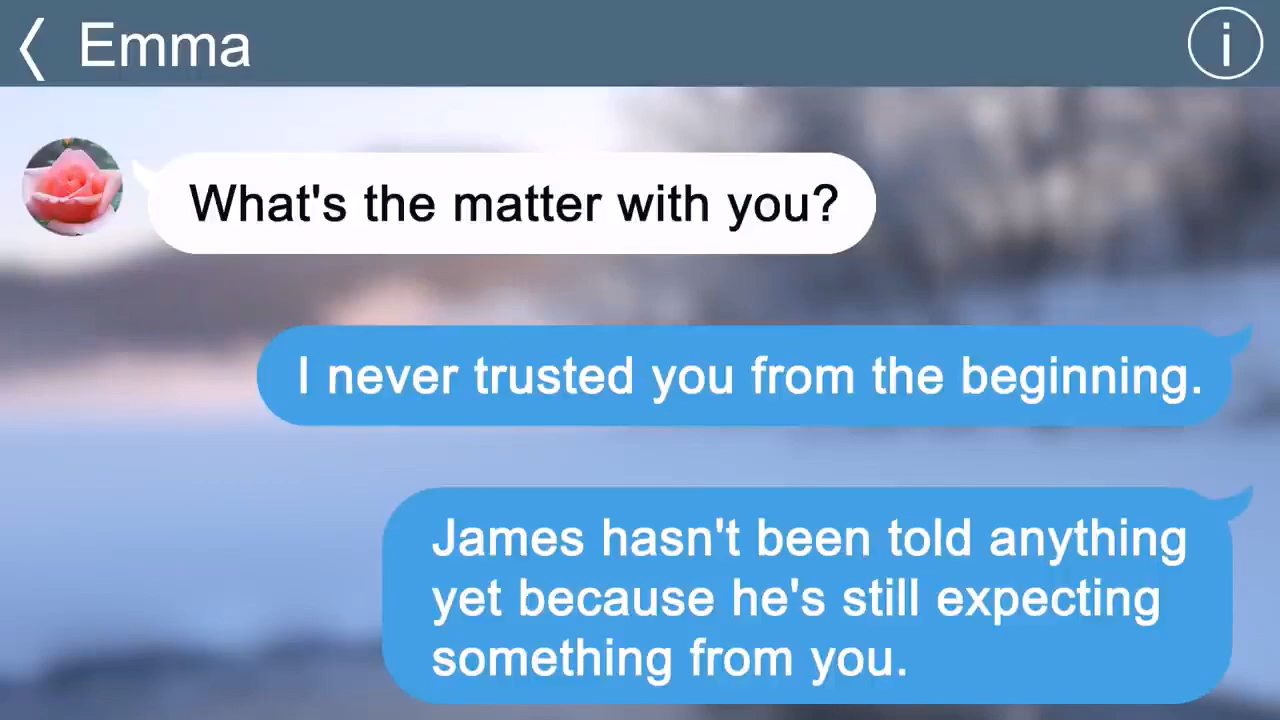 Emma
i
What's the matter with you?
I never trusted you from the beginning.
James hasn't been told anything
yet because he's still expecting
something from you.